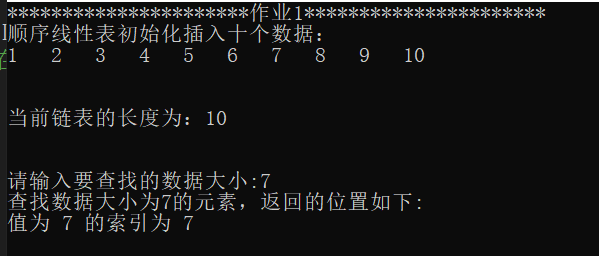 **********************作业1**********************
顺序线性表初始化插入十个数据：
1 2 3 4 5 6 7 8 9 10
当前链表的长度为：10
请输入要查找的数据大小:7
查找数据大小为7的元素，返回的位置如下:
值为 7 的索引为 7